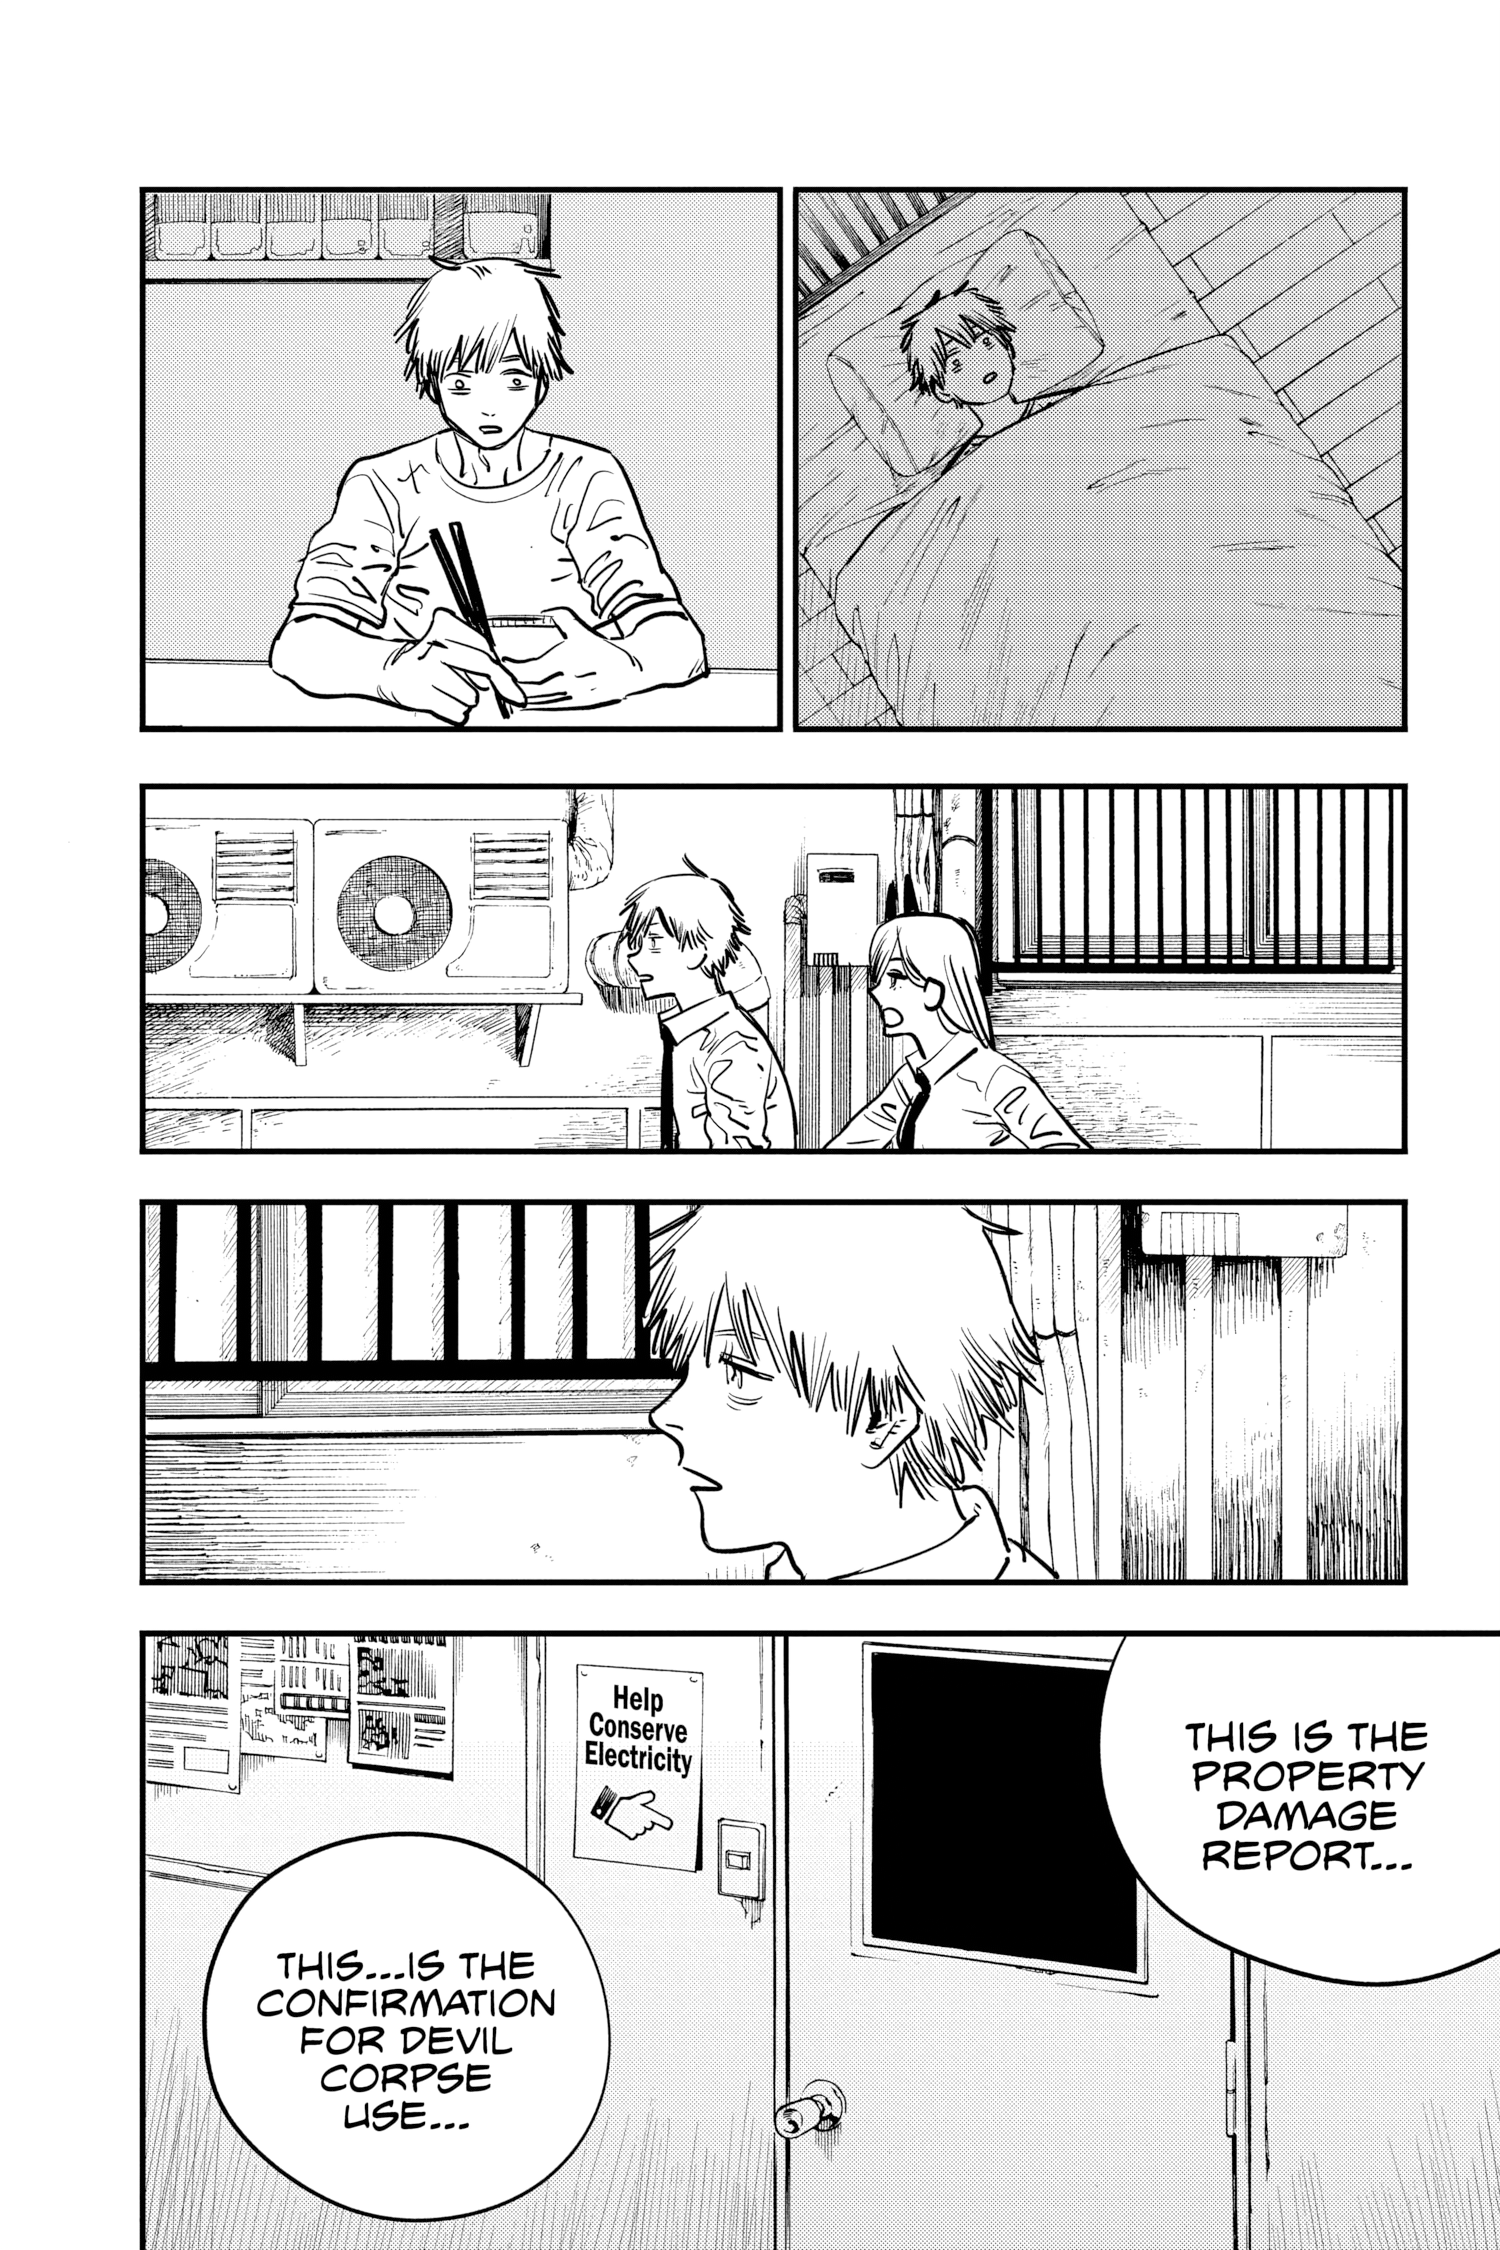 THIS IS THE
PROPERTY
DAMAGE
REPORT...
Help
Conserve
Electricity
THIS...IS THE
CONFIRMATION
FOR DEVIL
CORPSE
USE...